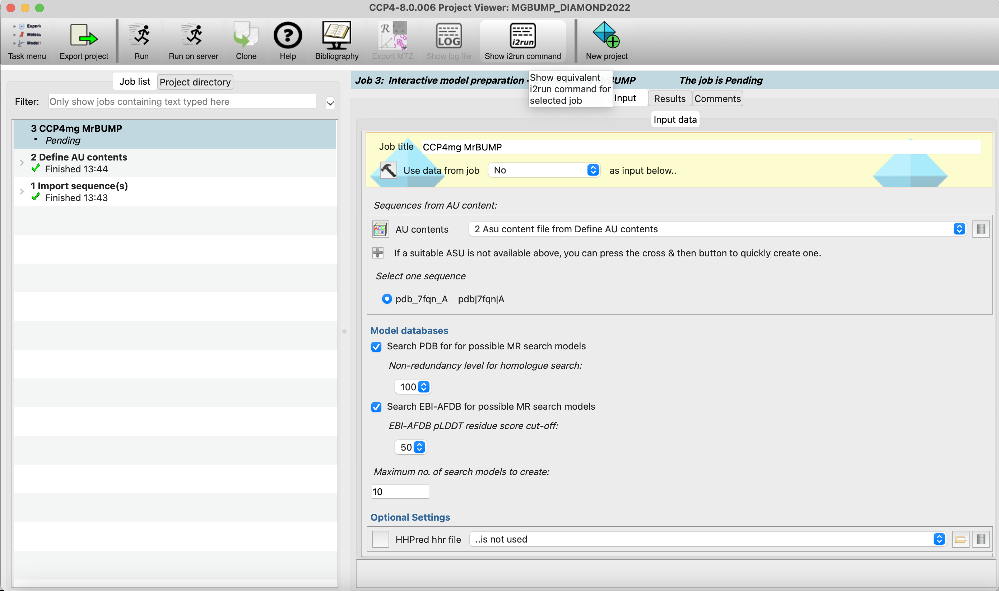 CCP4-8.0.006 Project Viewer: MGBUMP_DIAMOND2022
Experi
Molecu
Model
R
LOG
i2run
Task menu
Export project
Run
Run on server
Clone
Help
Bibliography
Export MTZ
Show log file
Show i2run command
New project
Job list
Project directory
Filter:
Only show jobs containing text typed here
3 CCP4mg MrBUMP
Pending
2 Define AU contents
Finished 13:44
1 Import sequence(s)
Finished 13:43
Job 3: Interactive model preparation -
MrBUMP
The job is Pending
Show equivalent
i2run command for
selected job
Input
Results
Comments
Input data
Job title
CCP4mg MrBUMP
Use data from job
No
as input below..
Sequences from AU content:
AU contents
2 Asu content file from Define AU contents
If a suitable ASU is not available above, you can press the cross & then button to quickly create one.
Select one sequence
pdb_7fqn_A pdb|7fqn|A
Model databases
Search PDB for for possible MR search models
Non-redundancy level for homologue search:
100
Search EBI-AFDB for possible MR search models
EBI-AFDB pLDDT residue score cut-off:
50
Maximum no. of search models to create:
10
Optional Settings
HHPred hhr file
..is not used